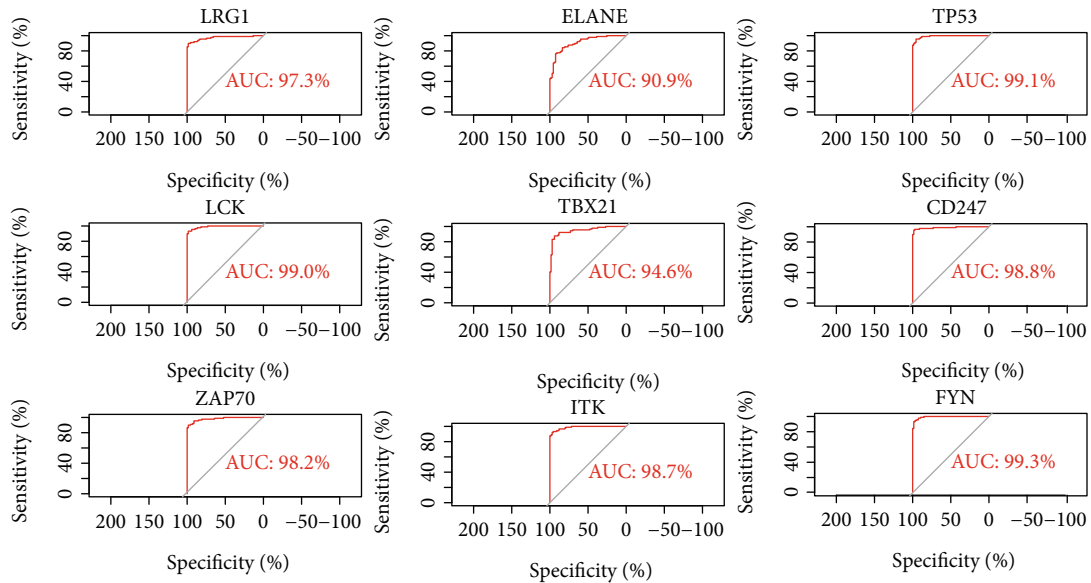 LRG1
Sensitivity (%)
80
40
0
AUC: 97.3%
200 150 100 50 0 −50−100
Specificity (%)
ELANE
Sensitivity (%)
80
40
0
AUC: 90.9%
200 150 100 50 0 −50−100
Specificity (%)
TP53
Sensitivity (%)
80
40
0
AUC: 99.1%
200 150 100 50 0 −50−100
Specificity (%)
LCK
Sensitivity (%)
80
40
0
AUC: 99.0%
200 150 100 50 0 −50−100
Specificity (%)
TBX21
Sensitivity (%)
80
40
0
AUC: 94.6%
200 150 100 50 0 −50−100
Specificity (%)
CD247
Sensitivity (%)
80
40
0
AUC: 98.8%
200 150 100 50 0 −50−100
Specificity (%)
ZAP70
Sensitivity (%)
80
40
0
AUC: 98.2%
200 150 100 50 0 −50−100
Specificity (%)
ITK
Sensitivity (%)
80
40
0
AUC: 98.7%
200 150 100 50 0 −50−100
Specificity (%)
FYN
Sensitivity (%)
80
40
0
AUC: 99.3%
200 150 100 50 0 −50−100
Specificity (%)